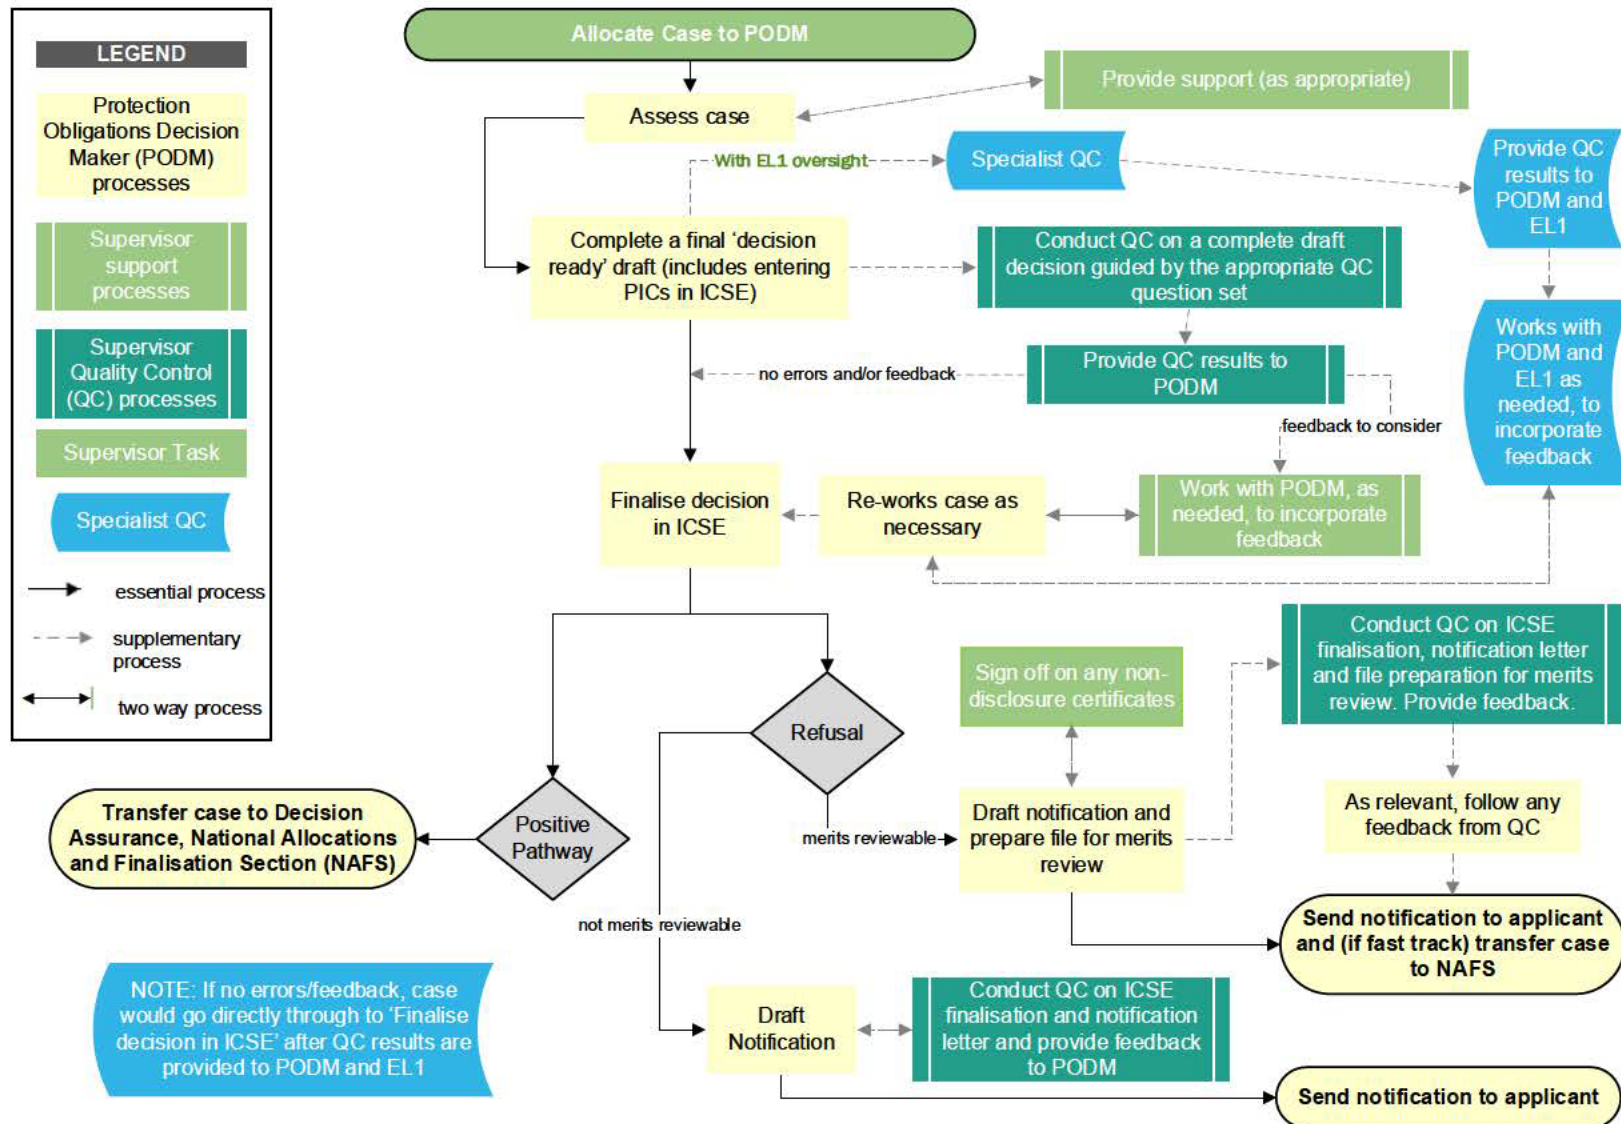 LEGEND
Protection
Obligations Decision
Maker (PODM)
processes
Supervisor
support
processes
Supervisor
Quality Control
(QC) processes
Supervisor Task
Specialist QC
essential process
supplementary
process
two way process
Allocate Case to PODM
Provide support (as appropriate)
Assess case
With EL1 oversight
Specialist QC
Provide QC
results to
PODM and
EL1
Complete a final ‘decision
ready’ draft (includes entering
PICs in ICSE)
Conduct QC on a complete draft
decision guided by the appropriate QC
question set
Works with
PODM and
EL1 as
needed, to
incorporate
feedback
no errors and/or feedback
Provide QC results to
PODM
feedback to consider
Finalise decision
in ICSE
Re-works case as
necessary
Work with PODM, as
needed, to incorporate
feedback
Conduct QC on ICSE
finalisation, notification letter
and file preparation for merits
review. Provide feedback.
Sign off on any non-
disclosure certificates
Refusal
Transfer case to Decision
Assurance, National Allocations
and Finalisation Section (NAFS)
Positive
Pathway
merits reviewable
Draft notification and
prepare file for merits
review
As relevant, follow any
feedback from QC
not merits reviewable
Send notification to applicant
and (if fast track) transfer case
to NAFS
NOTE: If no errors/feedback, case
would go directly through to ‘Finalise
decision in ICSE’ after QC results are
provided to PODM and EL1
Draft
Notification
Conduct QC on ICSE
finalisation and notification
letter and provide feedback
to PODM
Send notification to applicant